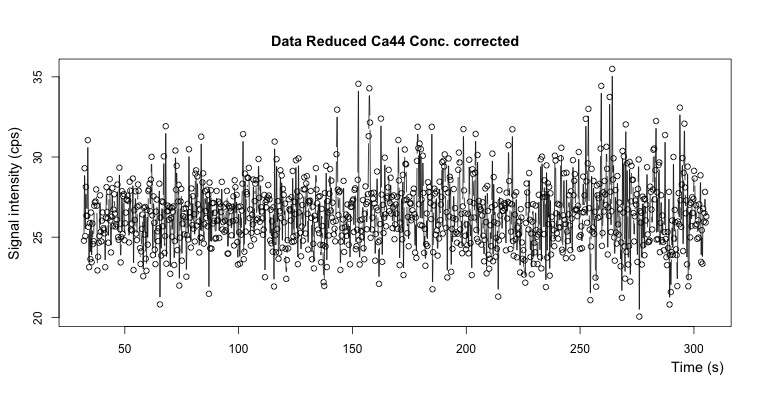 Data Reduced Ca44 Conc. corrected
35
30
25
20
Signal intensity (cps)
50 100 150 200 250 300
Time (s)